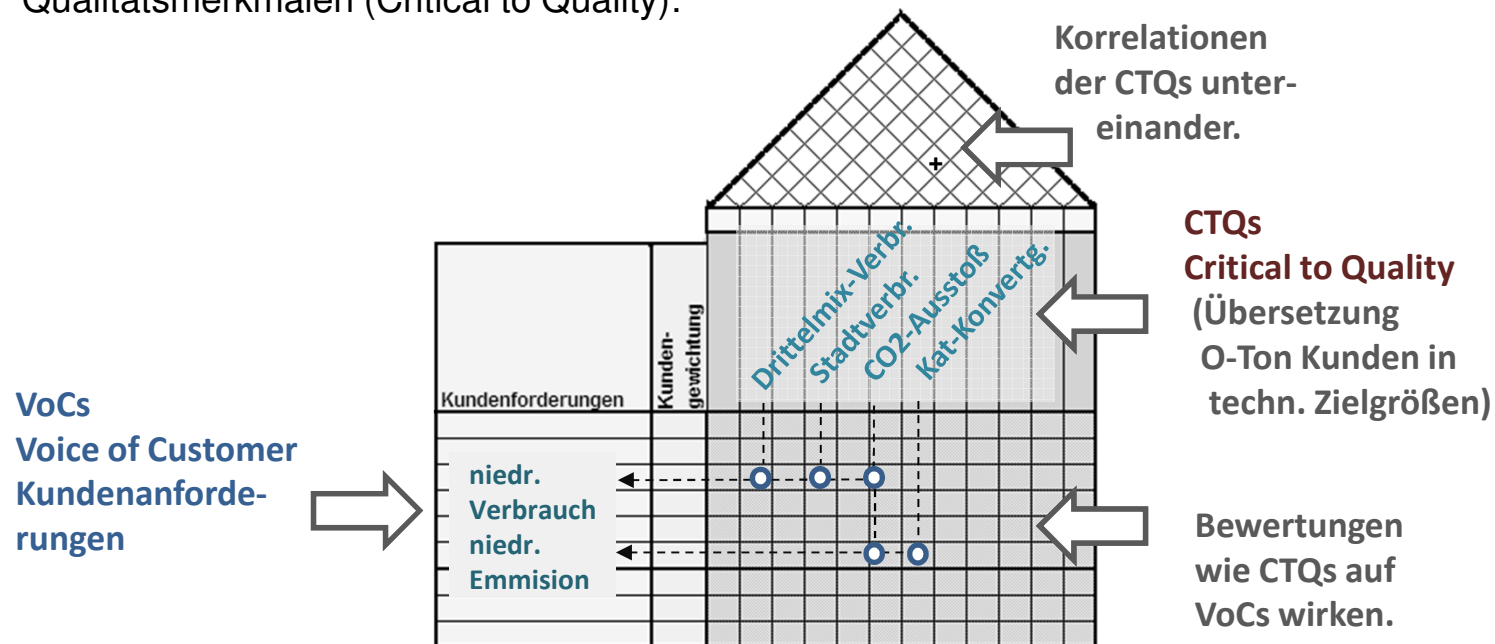 Qualitätsmerkmalen (Critical to Quality).
Korrelationen
der CTQs unter-
einander.
+
CTQs
Critical to Quality
(Übersetzung
O-Ton Kunden in
techn. Zielgrößen)
Drittelmix-Verbr.
Stadtverbr.
CO2-Ausstoß
Kat-Konvertg.
Kundenforderungen
Kunden-
gewichtung
VoCs
Voice of Customer
Kundenanforde-
rungen
niedr.
Verbrauch
niedr.
Emmision
Bewertungen
wie CTQs auf
VoCs wirken.